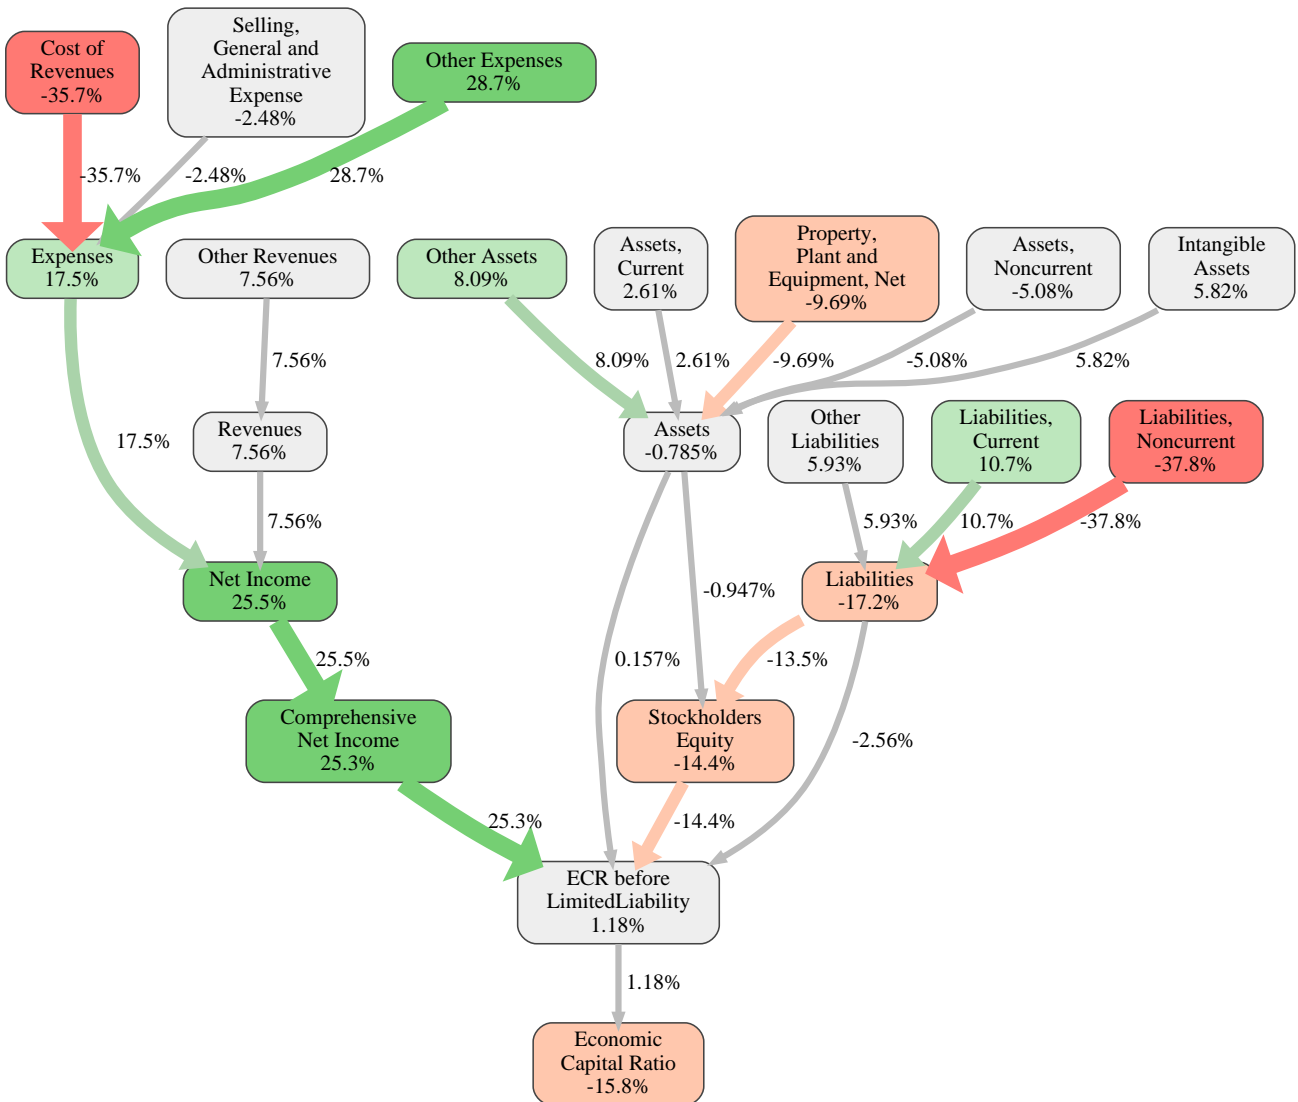 Cost of
Revenues
-35.7%
Selling,
General and
Administrative
Expense
-2.48%
Other Expenses
28.7%
-35.7%
-2.48%
28.7%
Expenses
17.5%
Other Revenues
7.56%
Other Assets
8.09%
Assets,
Current
2.61%
Property,
Plant and
Equipment, Net
-9.69%
Assets,
Noncurrent
-5.08%
Intangible
Assets
5.82%
7.56%
8.09%
2.61%
-9.69%
-5.08%
5.82%
17.5%
Revenues
7.56%
Assets
-0.785%
Other
Liabilities
5.93%
Liabilities,
Current
10.7%
Liabilities,
Noncurrent
-37.8%
7.56%
5.93%
10.7%
-37.8%
Net Income
25.5%
-0.947%
Liabilities
-17.2%
25.5%
0.157%
-13.5%
Comprehensive
Net Income
25.3%
Stockholders
Equity
-14.4%
-2.56%
25.3%
-14.4%
ECR before
LimitedLiability
1.18%
1.18%
Economic
Capital Ratio
-15.8%